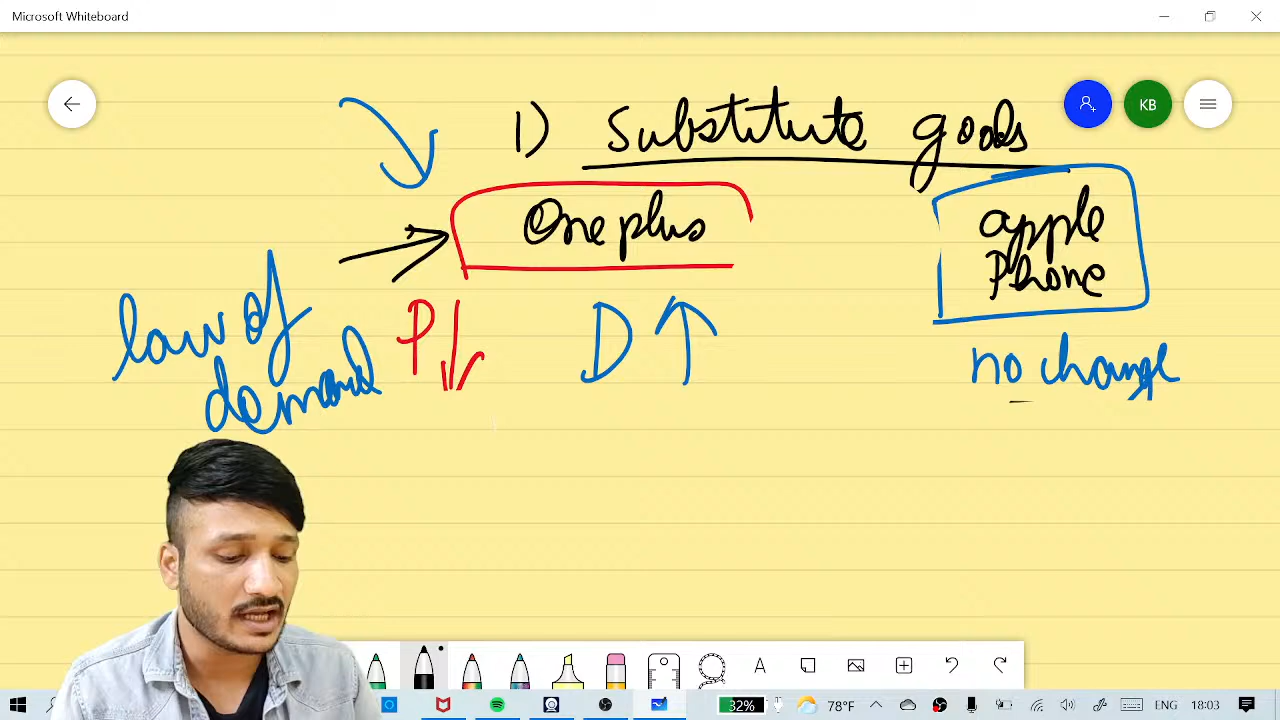 Microsoft Whiteboard
1) Substitute goods
KB
One plus
apple
Phone
law of
demand
P↓
D↑
no change
32%
78°F
ENG
18:03